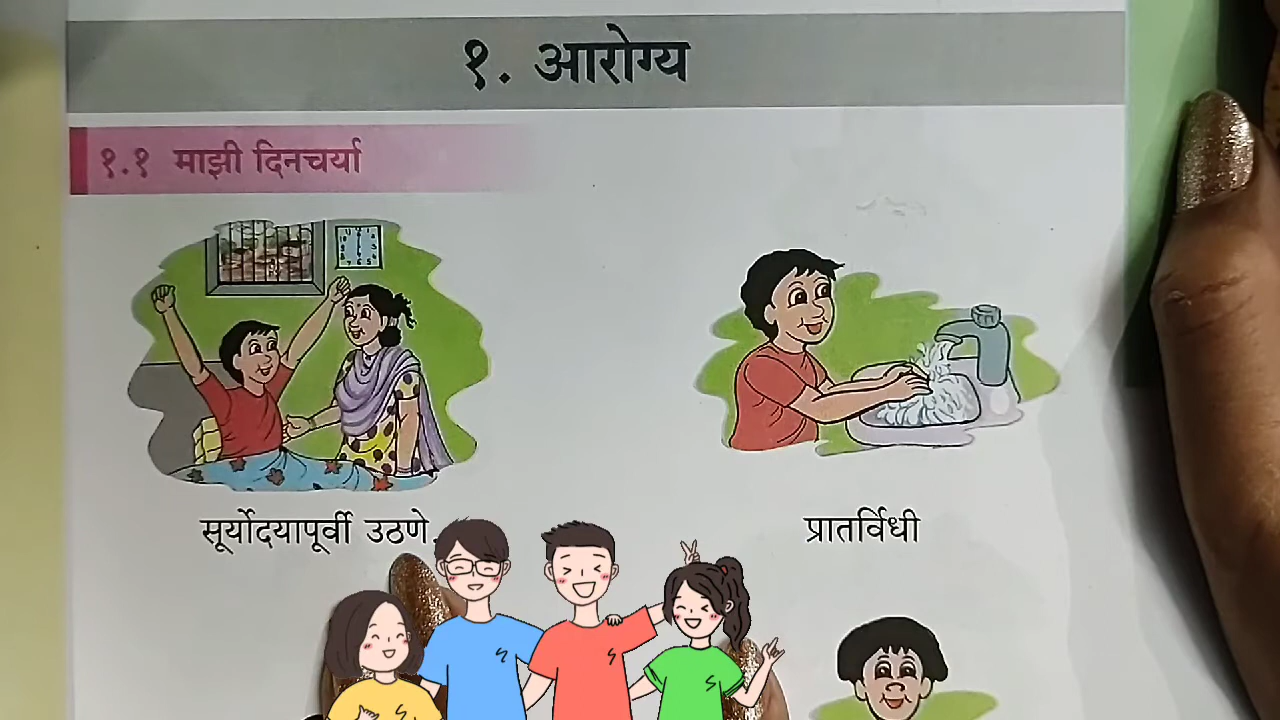 १. आरोग्य
१.१ माझी दिनचर्या
सूर्योदयापूर्वी उठणे
प्रातर्विधी